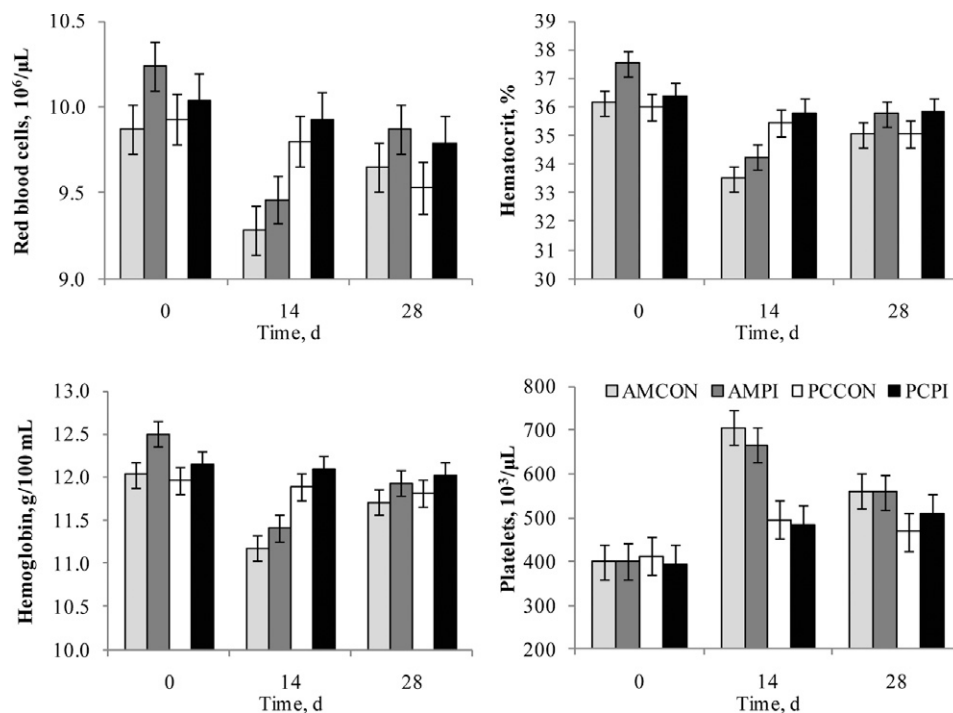 Red blood cells, 10⁶/µL
10.5
10.0
9.5
9.0
0 14 28
Time, d
Hematocrit, %
39
38
37
36
35
34
33
32
31
30
0 14 28
Time, d
Hemoglobin, g/100 mL
13.0
12.5
12.0
11.5
11.0
10.5
10.0
0 14 28
Time, d
Platelets, 10³/µL
AMCON AMPI PCCON PCPI
800
700
600
500
400
300
200
0 14 28
Time, d